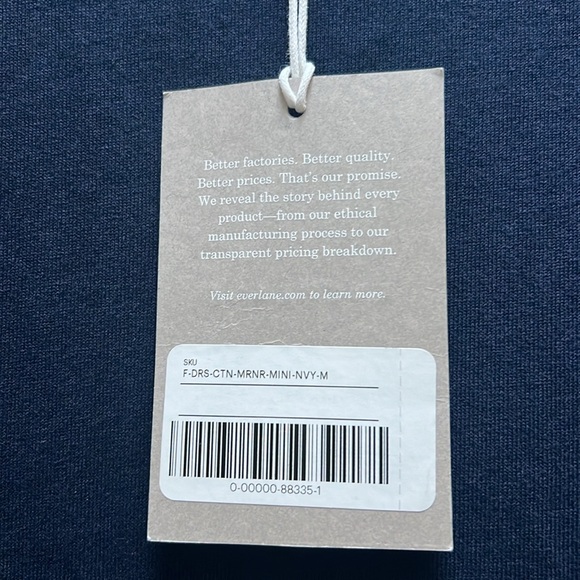 Better factories. Better quality.
Better prices. That's our promise.
We reveal the story behind every
product—from our ethical
manufacturing process to our
transparent pricing breakdown.
Visit everlane.com to learn more.
SKU
F-DRS-CTN-MRNR-MINI-NVY-M
0-00000-88335-1